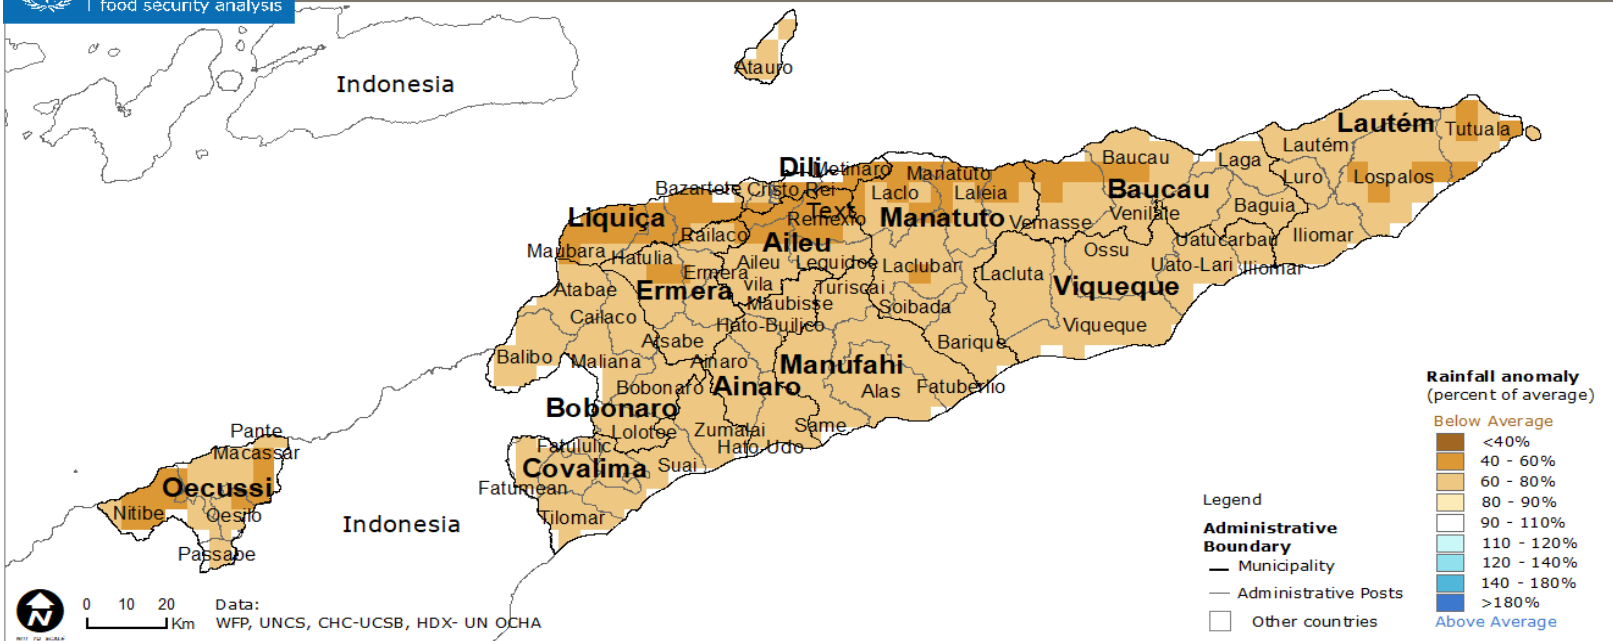 food security analysis
Indonesia
Atauro
Lautém
Tutuala
Lautém
Baucau
Laga
Luro
Lospalos
Dili
Metinaro
Manatuto
Bazartete
Cristo Rei
Laclo
Laleia
Baucau
Liquiça
Text
Remexio
Manatuto
Vemasse
Venilale
Baguia
Railaco
Aileu
Ossu
Uatucarbau
Iliomar
Maubara
Hatulia
Ermera
Aileu
vila
Lequidoe
Laclubar
Lacluta
Uato-Lari
Iliomar
Atabae
Ermera
Maubisse
Turiscai
Soibada
Viqueque
Cailaco
Hato-Builico
Viqueque
Atsabe
Barique
Balibo
Maliana
Ainaro
Manufahi
Bobonaro
Ainaro
Alas
Fatuberlio
Bobonaro
Lolotoe
Zumalai
Same
Fatululic
Hato Udo
Covalima
Suai
Fatumean
Tilomar
Pante
Macassar
Oecussi
Nitibe
Oesilo
Passabe
Indonesia
Rainfall anomaly
(percent of average)
Below Average
<40%
40 - 60%
60 - 80%
80 - 90%
90 - 110%
110 - 120%
120 - 140%
140 - 180%
>180%
Above Average
Legend
Administrative
Boundary
Municipality
Administrative Posts
Other countries
N
0 10 20
Km
Data:
WFP, UNCS, CHC-UCSB, HDX- UN OCHA